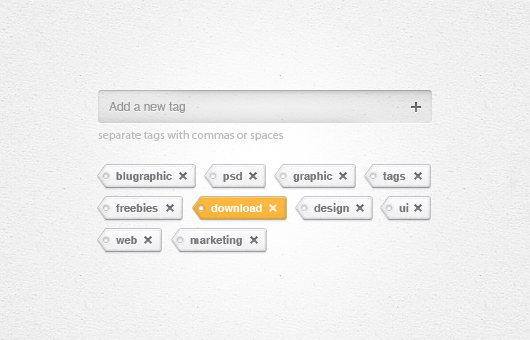 Add a new tag +
separate tags with commas or spaces
blugraphic × psd × graphic × tags ×
freebies × download × design × ui ×
web × marketing ×